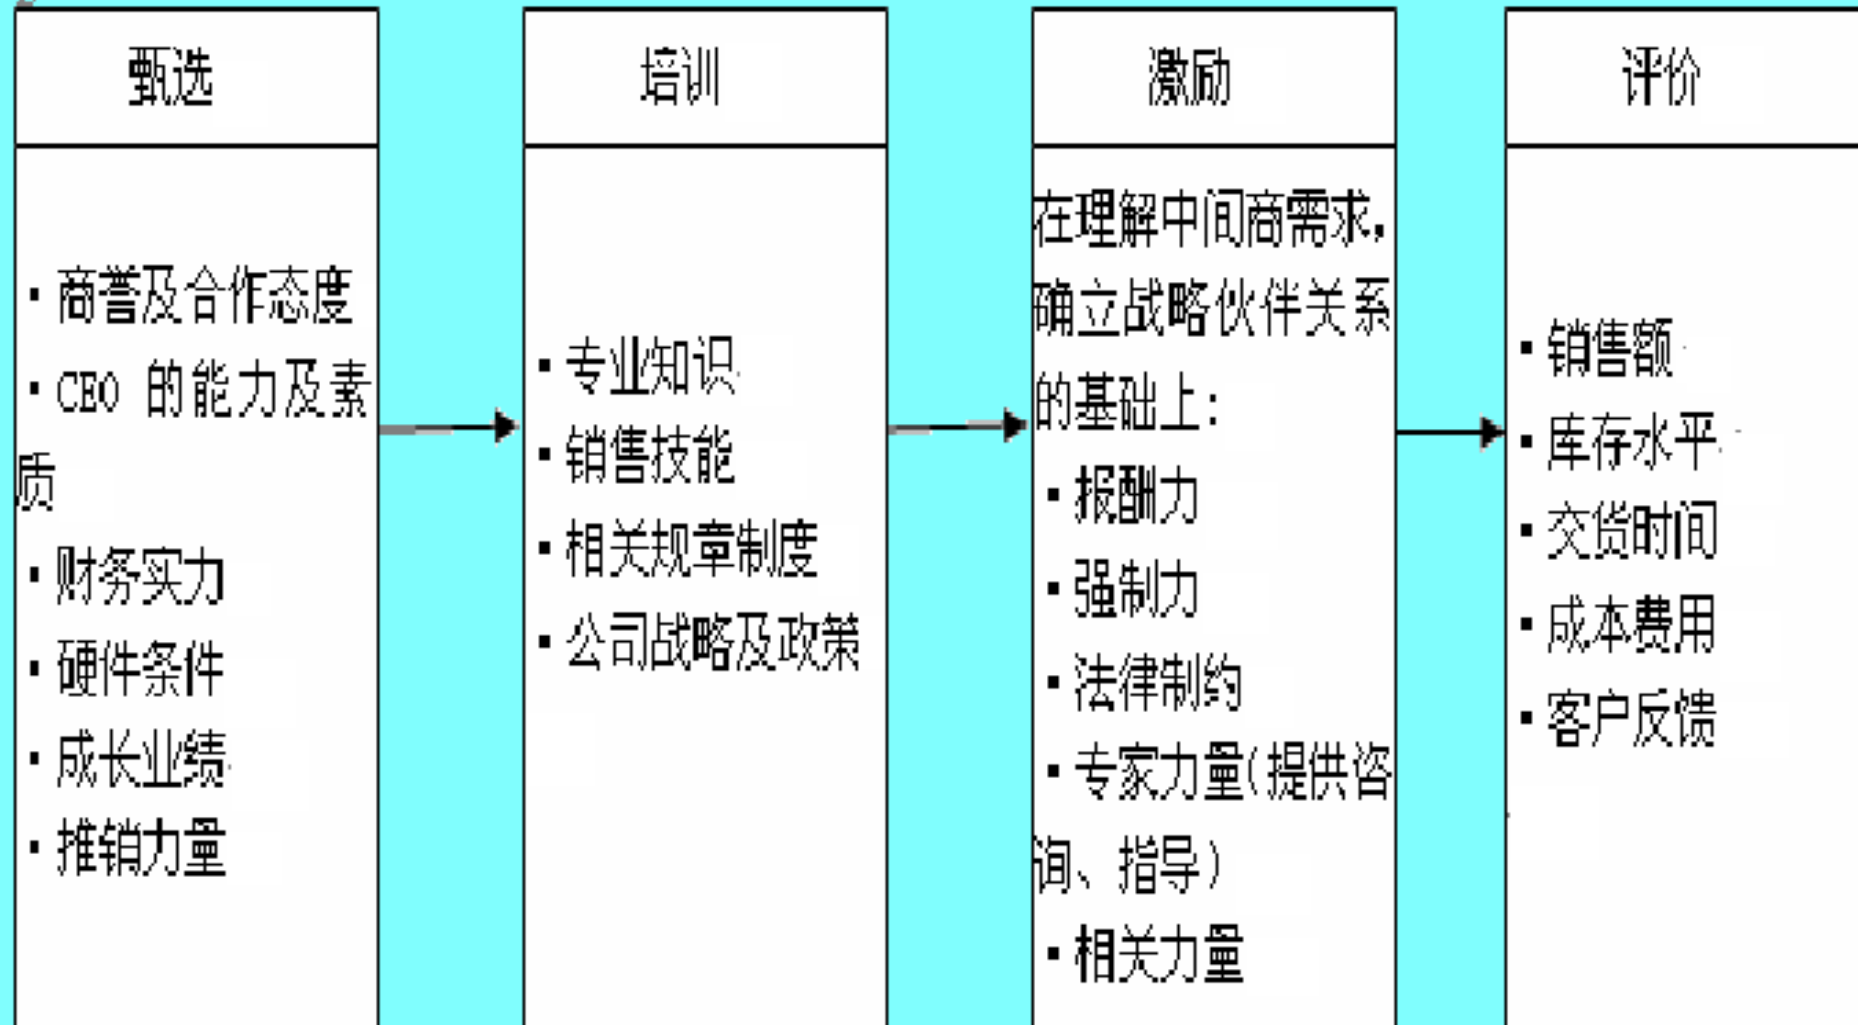 甄选
▪ 商誉及合作态度
▪ CEO 的能力及素
质
▪ 财务实力
▪ 硬件条件
▪ 成长业绩
▪ 推销力量
培训
▪ 专业知识
▪ 销售技能
▪ 相关规章制度
▪ 公司战略及政策
激励
在理解中间商需求，
确立战略伙伴关系
的基础上：
▪ 报酬力
▪ 强制力
▪ 法律制约
▪ 专家力量（提供咨
询、指导）
▪ 相关力量
评价
▪ 销售额
▪ 库存水平
▪ 交货时间
▪ 成本费用
▪ 客户反馈